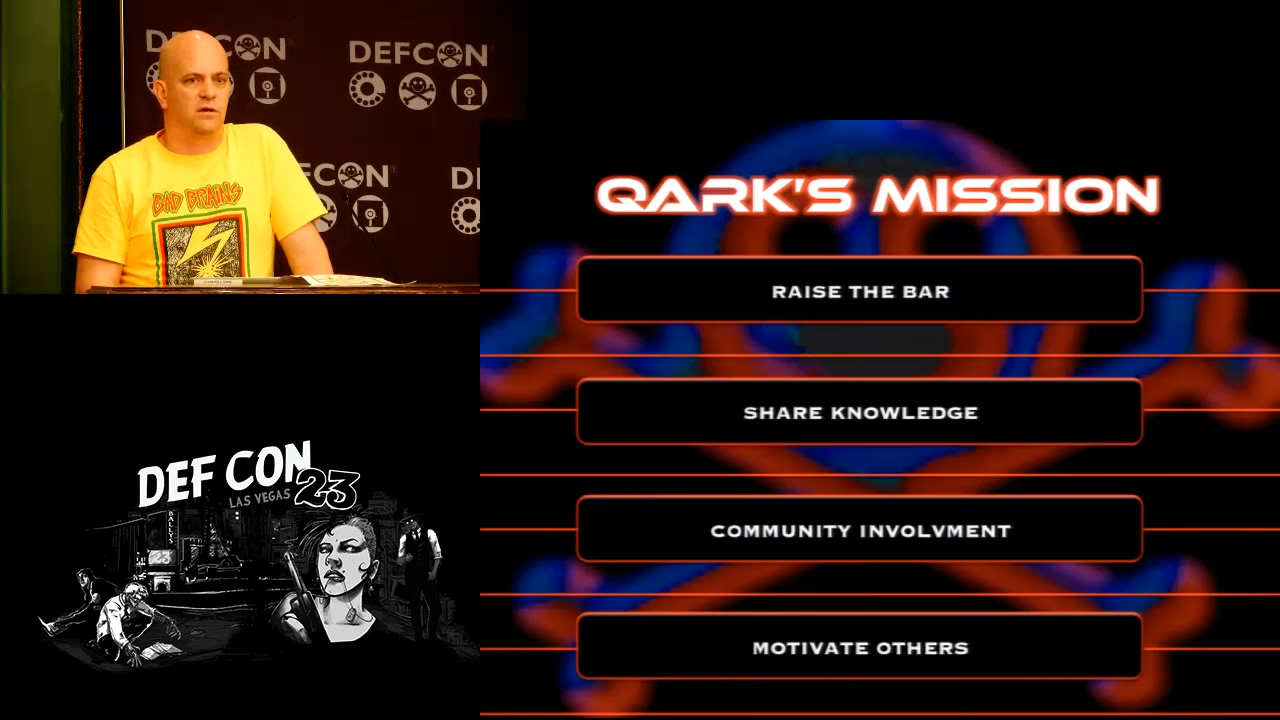 DEFCON
DEFCON
DEFCON
BAD BRAINS
QARK'S MISSION
RAISE THE BAR
SHARE KNOWLEDGE
COMMUNITY INVOLVMENT
MOTIVATE OTHERS
DEF CON
LAS VEGAS 23
BALLYS